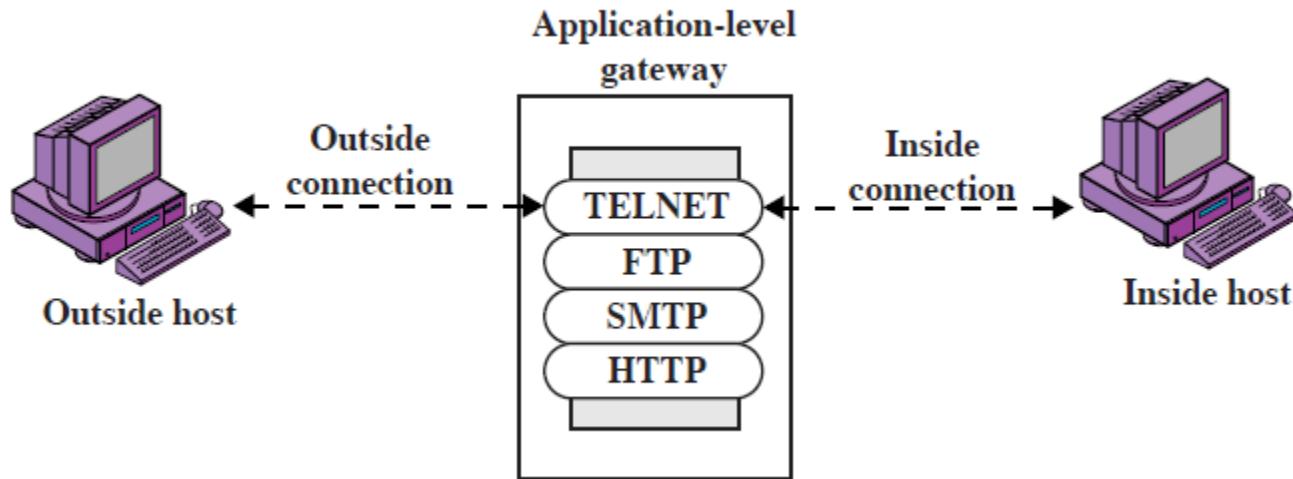 Application-level
gateway
Outside
connection
Inside
connection
TELNET
FTP
SMTP
HTTP
Outside host
Inside host